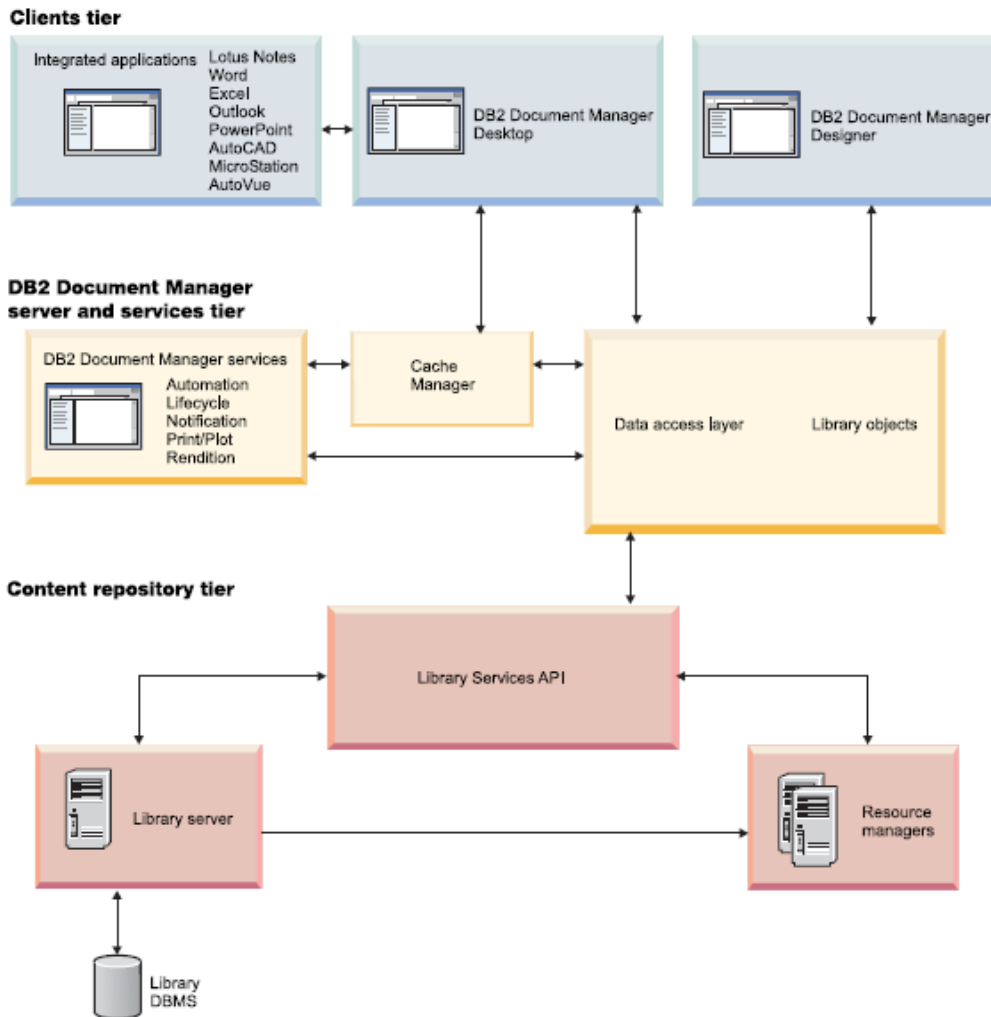 Clients tier
Integrated applications
Lotus Notes
Word
Excel
Outlook
PowerPoint
AutoCAD
MicroStation
AutoVue
DB2 Document Manager
Desktop
DB2 Document Manager
Designer
DB2 Document Manager
server and services tier
DB2 Document Manager services
Automation
Lifecycle
Notification
Print/Plot
Rendition
Cache
Manager
Data access layer
Library objects
Content repository tier
Library Services API
Library server
Resource
managers
Library
DBMS